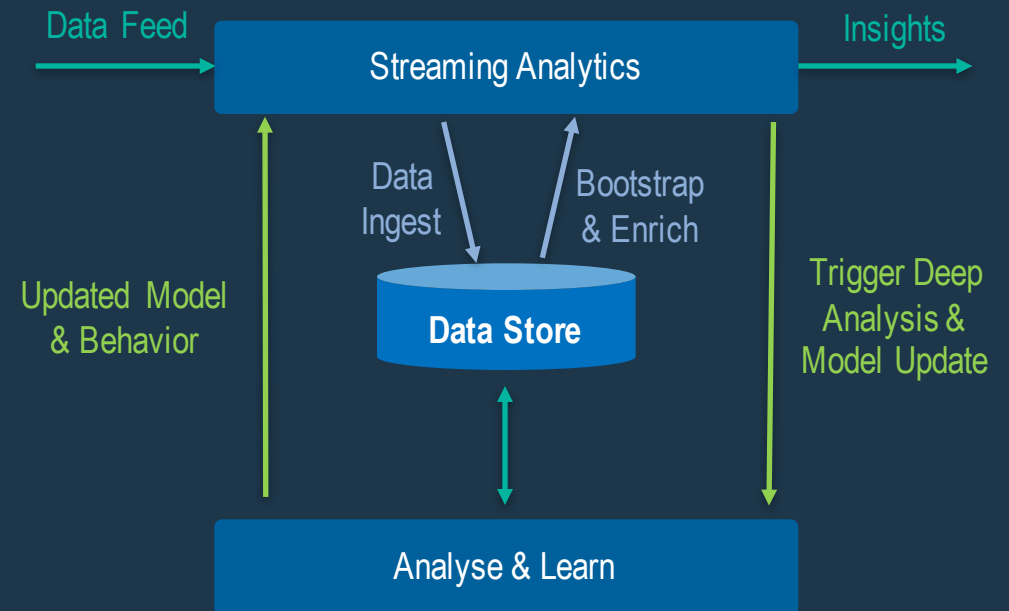 Data Feed
Insights
Streaming Analytics
Data
Ingest
Bootstrap
& Enrich
Updated Model
& Behavior
Data Store
Trigger Deep
Analysis &
Model Update
Analyse & Learn